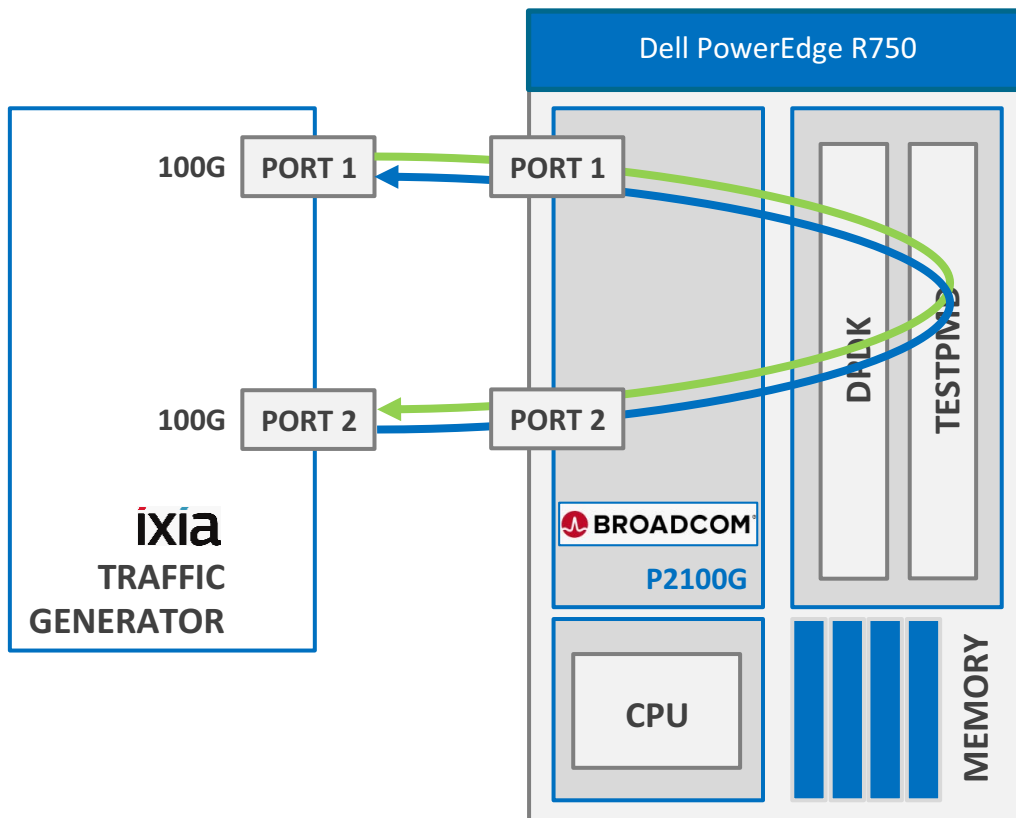 Dell PowerEdge R750
100G
PORT 1
PORT 1
100G
PORT 2
PORT 2
DPDK
TESTPMD
ixia
TRAFFIC
GENERATOR
BROADCOM®
P2100G
CPU
MEMORY